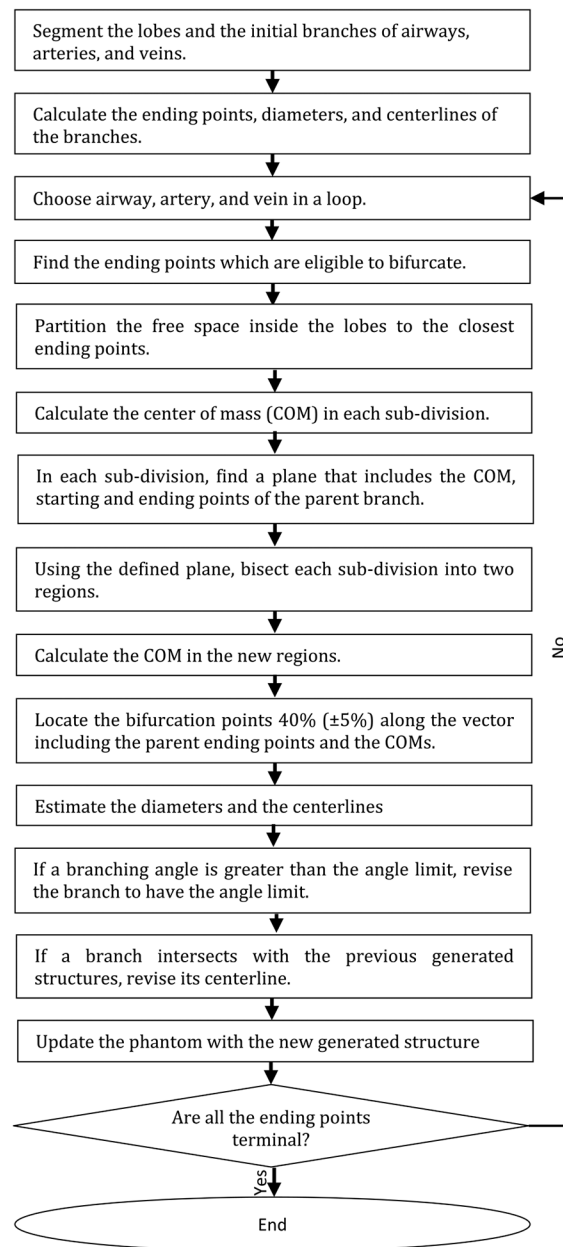 Segment the lobes and the initial branches of airways,
arteries, and veins.
Calculate the ending points, diameters, and centerlines of
the branches.
Choose airway, artery, and vein in a loop.
Find the ending points which are eligible to bifurcate.
Partition the free space inside the lobes to the closest
ending points.
Calculate the center of mass (COM) in each sub-division.
In each sub-division, find a plane that includes the COM,
starting and ending points of the parent branch.
Using the defined plane, bisect each sub-division into two
regions.
No
Calculate the COM in the new regions.
Locate the bifurcation points 40% (±5%) along the vector
including the parent ending points and the COMs.
Estimate the diameters and the centerlines
If a branching angle is greater than the angle limit, revise
the branch to have the angle limit.
If a branch intersects with the previous generated
structures, revise its centerline.
Update the phantom with the new generated structure
Are all the ending points
terminal?
Yes
End